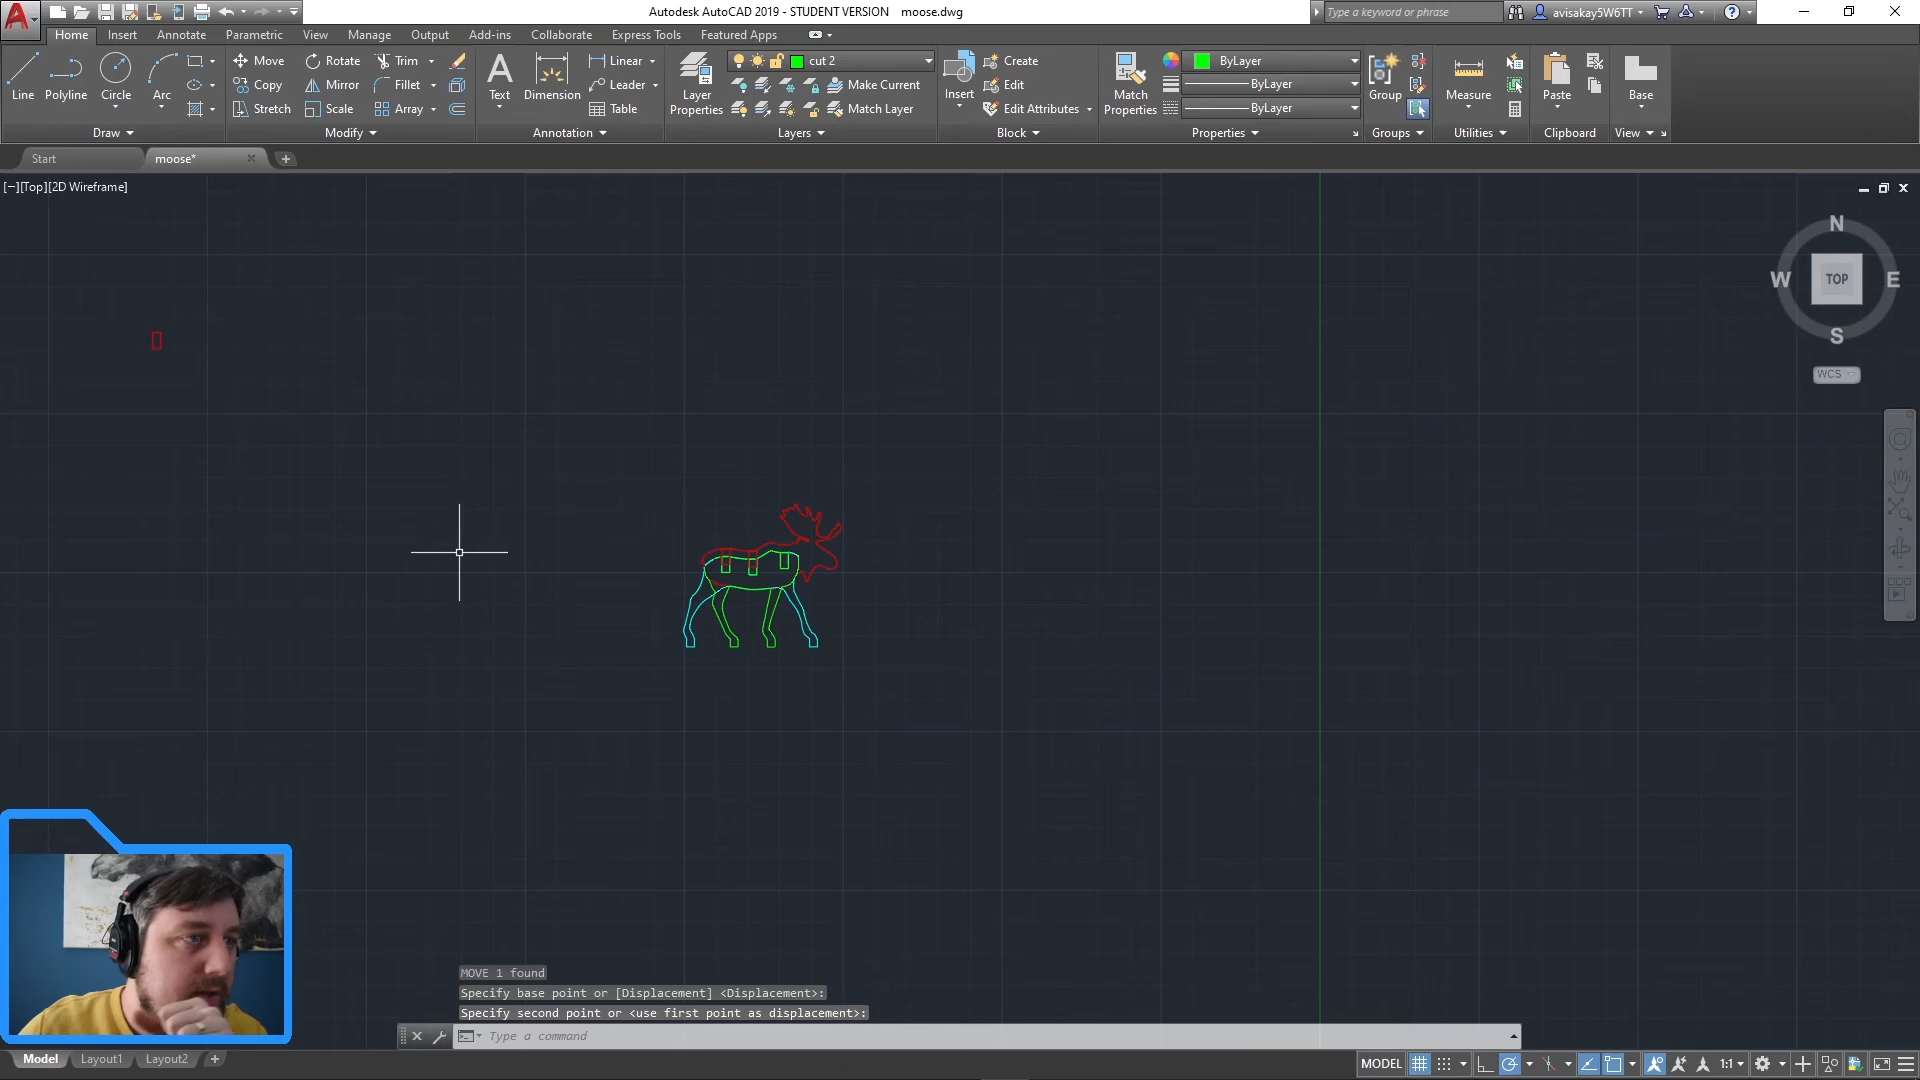 Autodesk AutoCAD 2019 - STUDENT VERSION    moose.dwg
Type a keyword or phrase
avisakay5W6TT
Home Insert Annotate Parametric View Manage Output Add-ins Collaborate Express Tools Featured Apps
Line Polyline Circle Arc
Move Rotate Trim
Copy Mirror Fillet
Stretch Scale Array
Text Dimension
Linear
Leader
Table
Layer Properties
cut 2
Make Current
Match Layer
Insert
Create
Edit
Edit Attributes
Match Properties
ByLayer
ByLayer
ByLayer
Group Measure Paste Base
Draw Modify Annotation Layers Block Properties Groups Utilities Clipboard View
Start moose*
[−][Top][2D Wireframe]
N
W TOP E
S
WCS
MOVE 1 found
Specify base point or [Displacement] <Displacement>:
Specify second point or <use first point as displacement>:
Type a command
Model Layout1 Layout2
MODEL 1:1